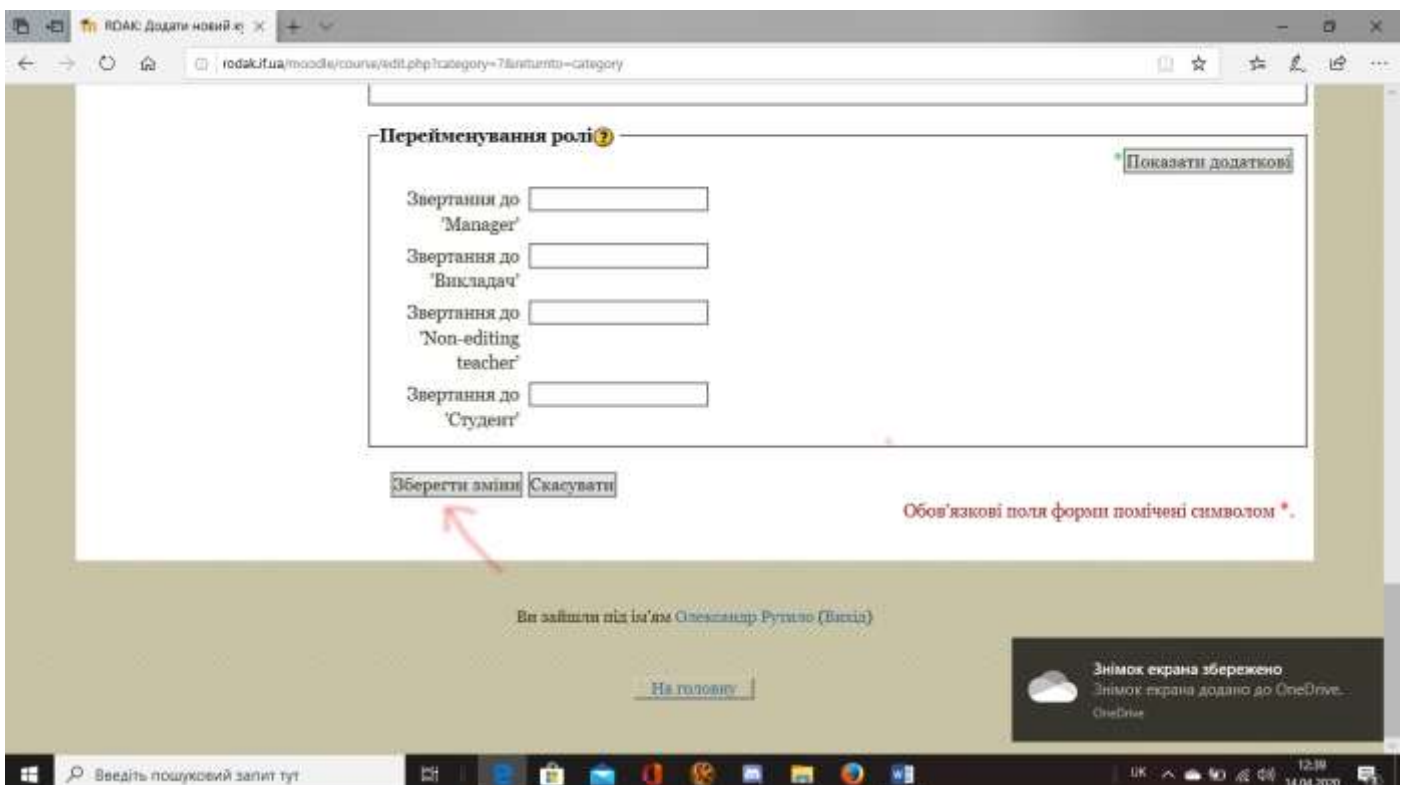 RDAK: Додати новий к
rodak.if.ua/moodle/course/edit.php?category=7&returnto=category
Перейменування ролі
* Показати додаткові
Звертання до
'Manager'
Звертання до
'Викладач'
Звертання до
'Non-editing
teacher'
Звертання до
'Студент'
Зберегти зміни Скасувати
Обов'язкові поля форми помічені символом *.
Ви зайшли під ім'ям Олександр Рутило (Вихід)
На головну
Знімок екрана збережено
Знімок екрана додано до OneDrive.
OneDrive
Введіть пошуковий запит тут
UK
12:39
14.04.2020